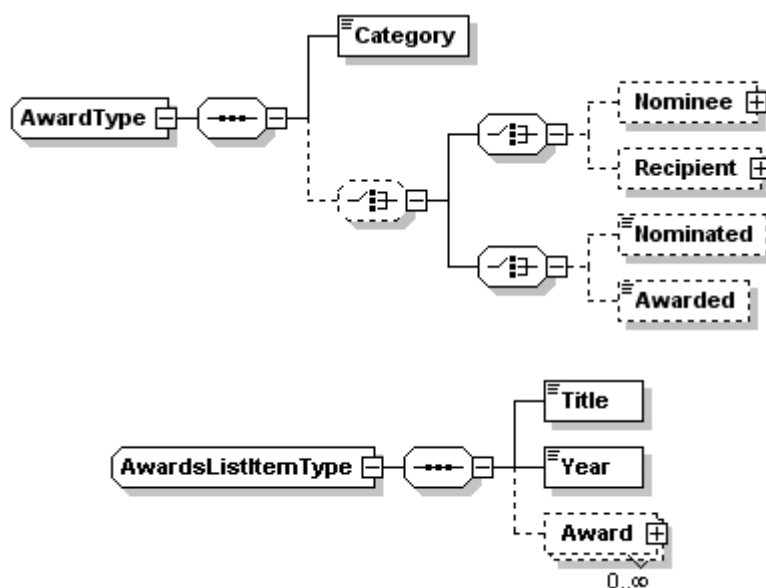 Category
AwardType
Nominee
Recipient
Nominated
Awarded
Title
AwardsListItemType
Year
Award
0..∞